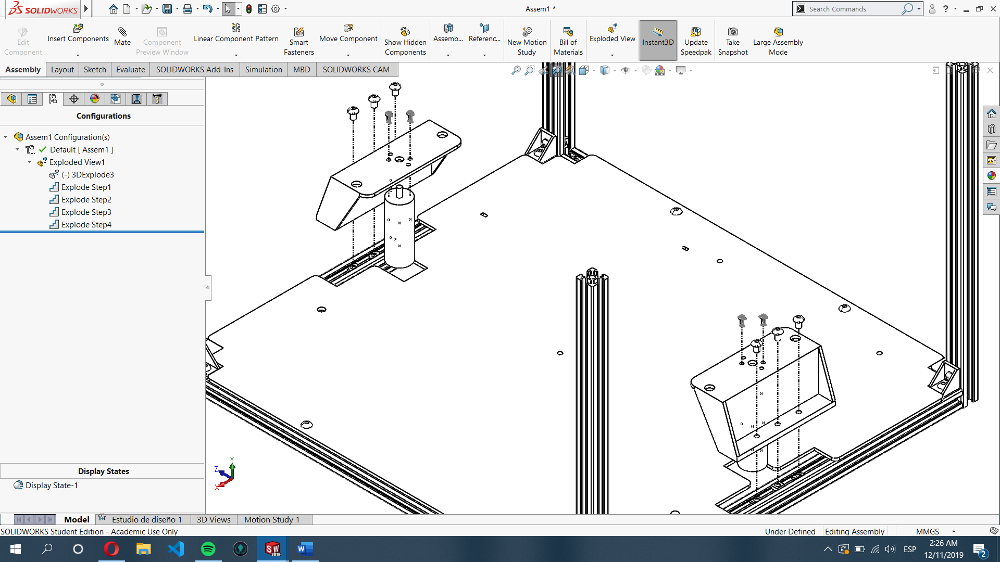 SOLIDWORKS
Assem1 *
Search Commands
?
Edit Component
Insert Components
Mate
Component Preview Window
Linear Component Pattern
Smart Fasteners
Move Component
Show Hidden Components
Assemb...
Referenc...
New Motion Study
Bill of Materials
Exploded View
Instant3D
Update Speedpak
Take Snapshot
Large Assembly Mode
Assembly
Layout
Sketch
Evaluate
SOLIDWORKS Add-Ins
Simulation
MBD
SOLIDWORKS CAM
Configurations
Assem1 Configuration(s)
Default [ Assem1 ]
Exploded View1
(-) 3DExplode3
Explode Step1
Explode Step2
Explode Step3
Explode Step4
Display States
Display State-1
Y
Z
X
Model
Estudio de diseño 1
3D Views
Motion Study 1
SOLIDWORKS Student Edition - Academic Use Only
Under Defined
Editing Assembly
MMGS
SW
2019
W
ESP
2:26 AM
12/11/2019
2